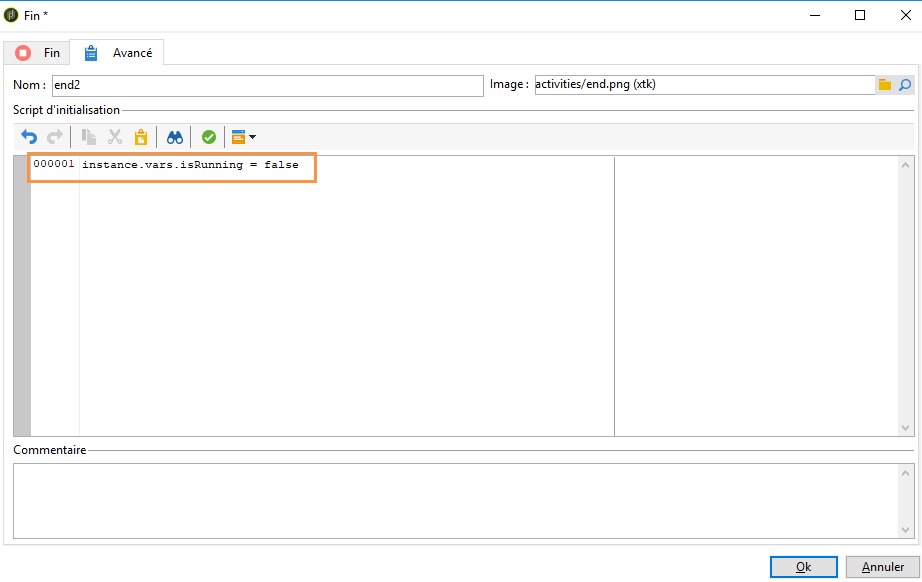 Fin *
Fin Avancé
Nom : end2 Image : activities/end.png (xtk)
Script d'initialisation
000001 instance.vars.isRunning = false
Commentaire
Ok Annuler